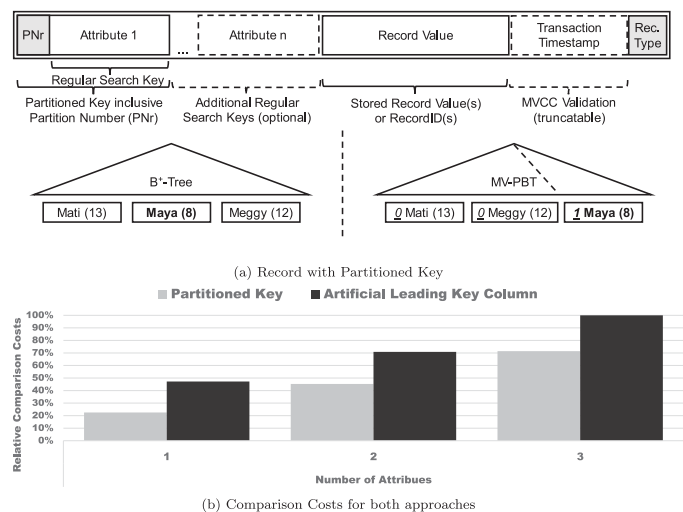 PNr Attribute 1 ... Attribute n Record Value Transaction Timestamp Rec. Type
Regular Search Key
Partitioned Key inclusive Partition Number (PNr)
Additional Regular Search Keys (optional)
Stored Record Value(s) or RecordID(s)
MVCC Validation (truncatable)
B+-Tree
Mati (13) Maya (8) Meggy (12)
MV-PBT
0 Mati (13) 0 Meggy (12) 1 Maya (8)
(a) Record with Partitioned Key
Partitioned Key Artificial Leading Key Column
Relative Comparison Costs
100%
90%
80%
70%
60%
50%
40%
30%
20%
10%
0%
1 2 3
Number of Attribues
(b) Comparison Costs for both approaches